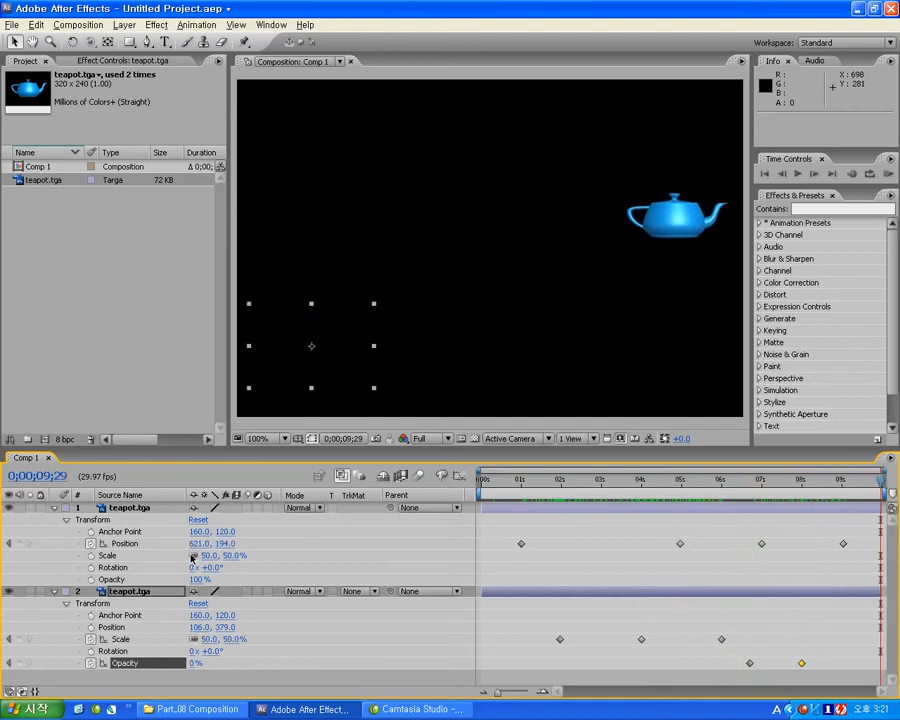 Adobe After Effects - Untitled Project.aep *
File Edit Composition Layer Effect Animation View Window Help
Workspace: Standard
Project × Effect Controls: teapot.tga
teapot.tga▾, used 2 times
320 x 240 (1.00)
Millions of Colors+ (Straight)
Name Type Size Duration
Comp 1 Composition Δ 0;00;
teapot.tga Targa 72 KB
8 bpc
Composition: Comp 1 ×
100% 0;00;09;29 Full Active Camera 1 View +0.0
Info × Audio
R : X : 698
G : Y : 281
B :
A : 0
Time Controls ×
Effects & Presets ×
Contains:
* Animation Presets
3D Channel
Audio
Blur & Sharpen
Channel
Color Correction
Distort
Expression Controls
Generate
Keying
Matte
Noise & Grain
Paint
Perspective
Simulation
Stylize
Synthetic Aperture
Text
Comp 1 ×
0;00;09;29 (29.97 fps)
# Source Name Mode T TrkMat Parent
:00s 01s 02s 03s 04s 05s 06s 07s 08s 09s
1 teapot.tga Normal None
Transform Reset
Anchor Point 160.0, 120.0
Position 621.0, 194.0
Scale 50.0, 50.0%
Rotation 0x +0.0°
Opacity 100%
2 teapot.tga Normal None None
Transform Reset
Anchor Point 160.0, 120.0
Position 106.0, 379.0
Scale 50.0, 50.0%
Rotation 0x +0.0°
Opacity 0%
시작 Part_08 Composition Adobe After Effec... Camtasia Studio -... A 오후 3:21